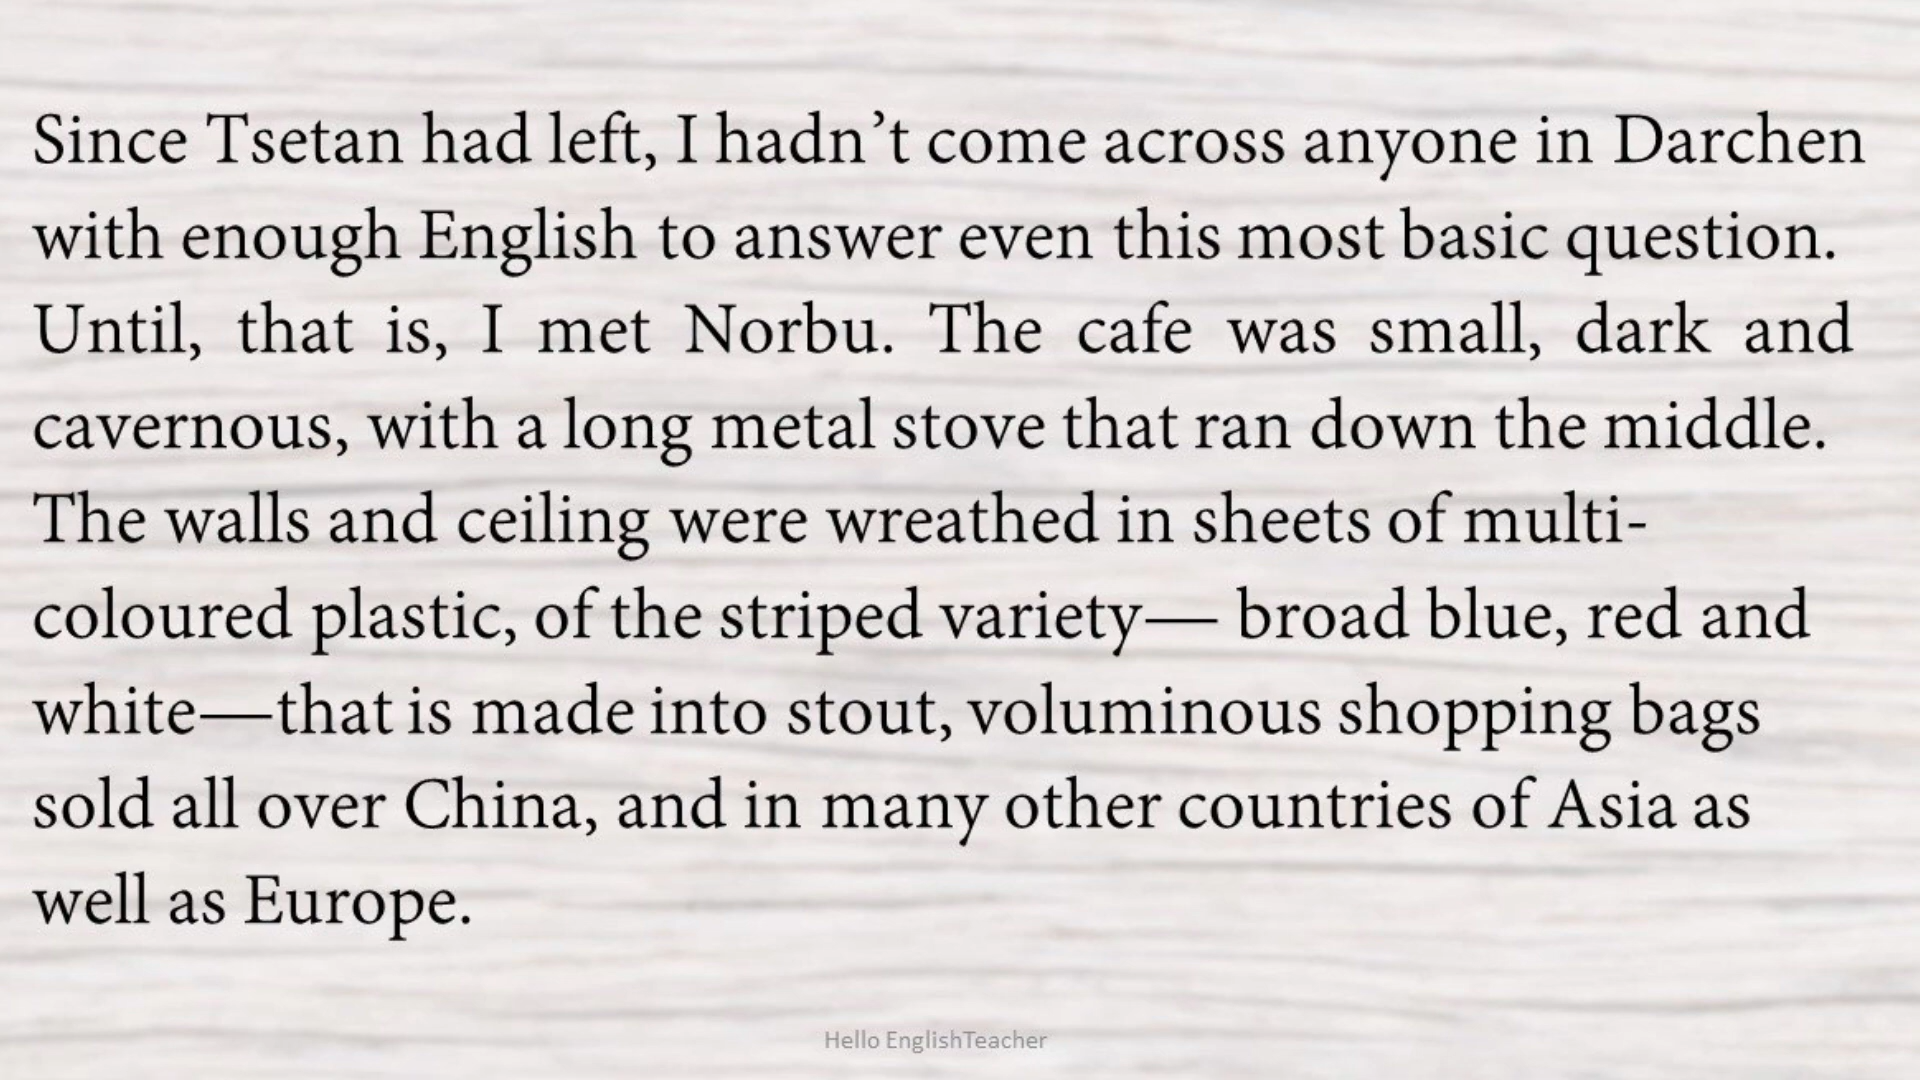 Since Tsetan had left, I hadn’t come across anyone in Darchen
with enough English to answer even this most basic question.
Until, that is, I met Norbu. The cafe was small, dark and
cavernous, with a long metal stove that ran down the middle.
The walls and ceiling were wreathed in sheets of multi-
coloured plastic, of the striped variety— broad blue, red and
white—that is made into stout, voluminous shopping bags
sold all over China, and in many other countries of Asia as
well as Europe.
Hello EnglishTeacher